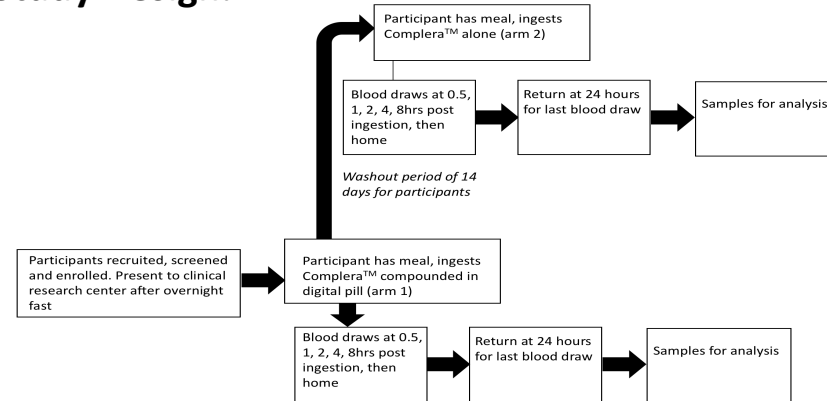 Participant has meal, ingests
Complera™ alone (arm 2)
Blood draws at 0.5,
1, 2, 4, 8hrs post
ingestion, then
home
Return at 24 hours
for last blood draw
Samples for analysis
Washout period of 14
days for participants
Participants recruited, screened
and enrolled. Present to clinical
research center after overnight
fast
Participant has meal, ingests
Complera™ compounded in
digital pill (arm 1)
Blood draws at 0.5,
1, 2, 4, 8hrs post
ingestion, then
home
Return at 24 hours
for last blood draw
Samples for analysis